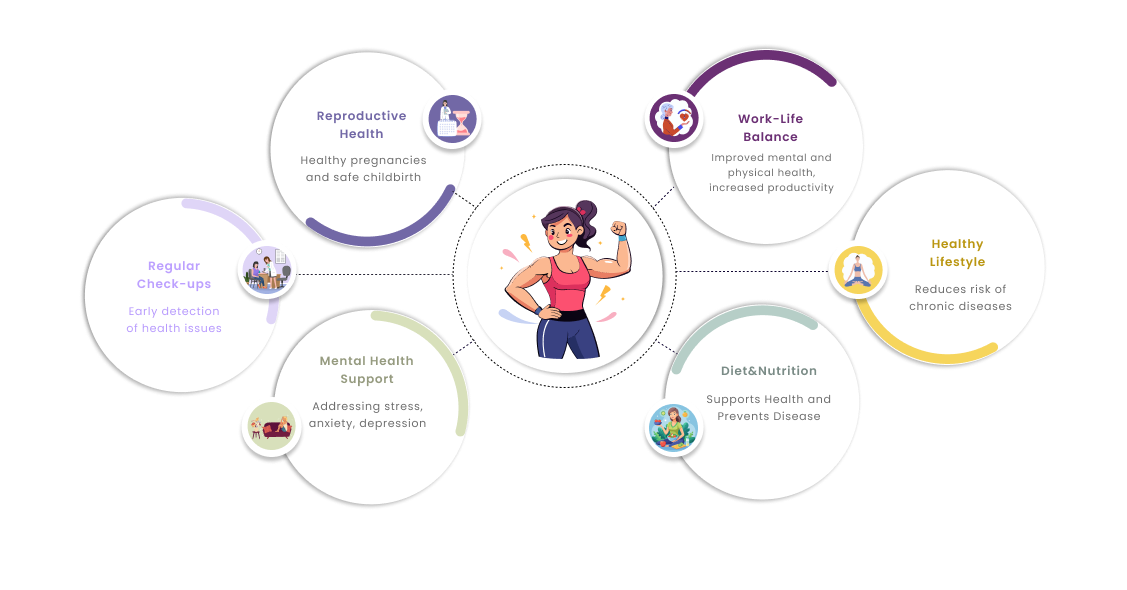 Reproductive
Health
Healthy pregnancies
and safe childbirth
Work-Life
Balance
Improved mental and
physical health,
increased productivity
Regular
Check-ups
Early detection
of health issues
Healthy
Lifestyle
Reduces risk of
chronic diseases
Mental Health
Support
Addressing stress,
anxiety, depression
Diet&Nutrition
Supports Health and
Prevents Disease